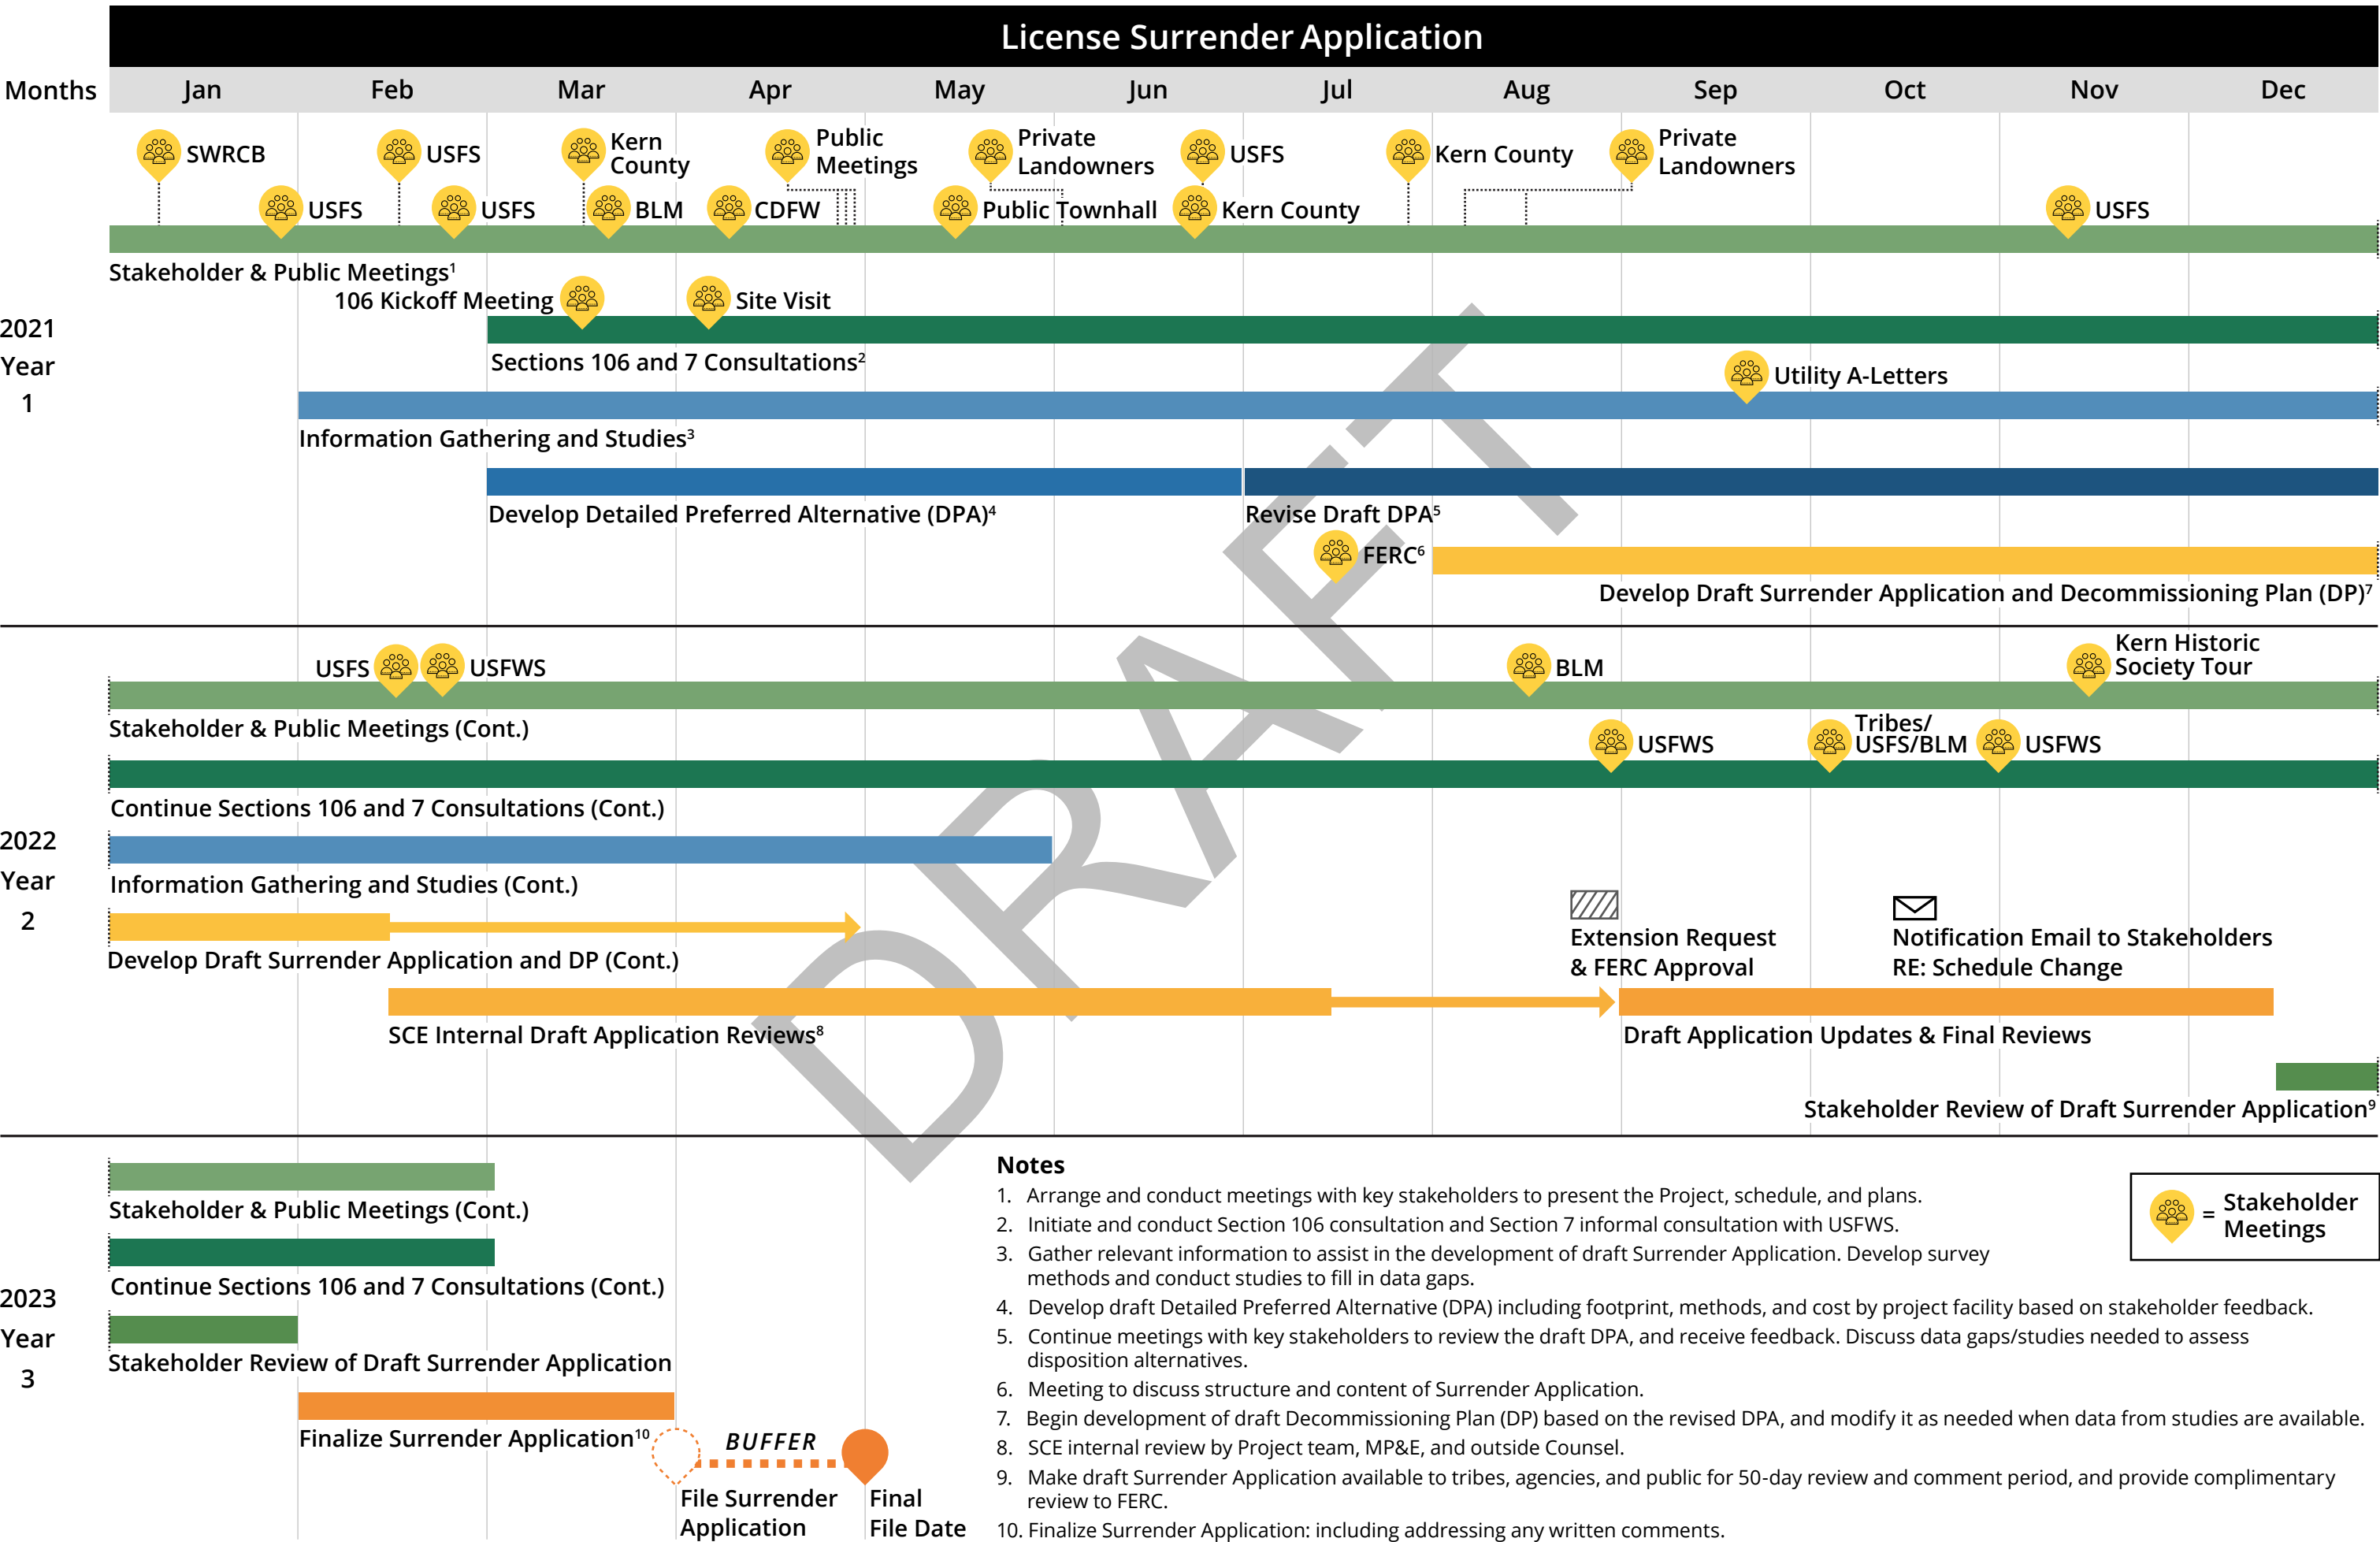 License Surrender Application
Months Jan Feb Mar Apr May Jun Jul Aug Sep Oct Nov Dec
SWRCB
USFS
Kern
County
Public
Meetings
Private
Landowners
USFS
Kern County
Private
Landowners
USFS
USFS
BLM
CDFW
Public Townhall
Kern County
USFS
Stakeholder & Public Meetings1
106 Kickoff Meeting
Site Visit
2021
Year
1
Sections 106 and 7 Consultations2
Utility A-Letters
Information Gathering and Studies3
Develop Detailed Preferred Alternative (DPA)4
Revise Draft DPA5
FERC6
Develop Draft Surrender Application and Decommissioning Plan (DP)7
DRAFT
USFS
USFWS
BLM
Kern Historic
Society Tour
Stakeholder & Public Meetings (Cont.)
USFWS
Tribes/
USFS/BLM
USFWS
Continue Sections 106 and 7 Consultations (Cont.)
2022
Year
2
Information Gathering and Studies (Cont.)
Extension Request
& FERC Approval
Notification Email to Stakeholders
RE: Schedule Change
Develop Draft Surrender Application and DP (Cont.)
SCE Internal Draft Application Reviews8
Draft Application Updates & Final Reviews
Stakeholder Review of Draft Surrender Application9
Stakeholder & Public Meetings (Cont.)
Continue Sections 106 and 7 Consultations (Cont.)
2023
Year
3
Stakeholder Review of Draft Surrender Application
Finalize Surrender Application10
BUFFER
File Surrender
Application
Final
File Date
Notes
1. Arrange and conduct meetings with key stakeholders to present the Project, schedule, and plans.
2. Initiate and conduct Section 106 consultation and Section 7 informal consultation with USFWS.
3. Gather relevant information to assist in the development of draft Surrender Application. Develop survey
methods and conduct studies to fill in data gaps.
4. Develop draft Detailed Preferred Alternative (DPA) including footprint, methods, and cost by project facility based on stakeholder feedback.
5. Continue meetings with key stakeholders to review the draft DPA, and receive feedback. Discuss data gaps/studies needed to assess
disposition alternatives.
6. Meeting to discuss structure and content of Surrender Application.
7. Begin development of draft Decommissioning Plan (DP) based on the revised DPA, and modify it as needed when data from studies are available.
8. SCE internal review by Project team, MP&E, and outside Counsel.
9. Make draft Surrender Application available to tribes, agencies, and public for 50-day review and comment period, and provide complimentary
review to FERC.
10. Finalize Surrender Application: including addressing any written comments.
= Stakeholder
Meetings